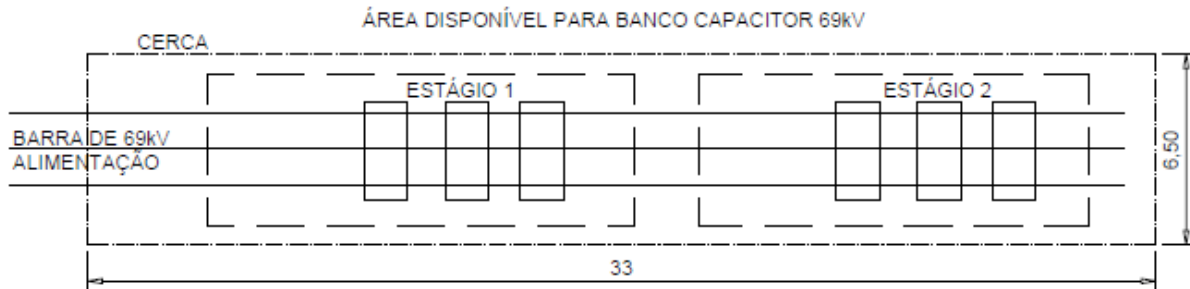 ÁREA DISPONÍVEL PARA BANCO CAPACITOR 69kV
CERCA
ESTÁGIO 1
ESTÁGIO 2
BARRA DE 69kV
ALIMENTAÇÃO
6,50
33